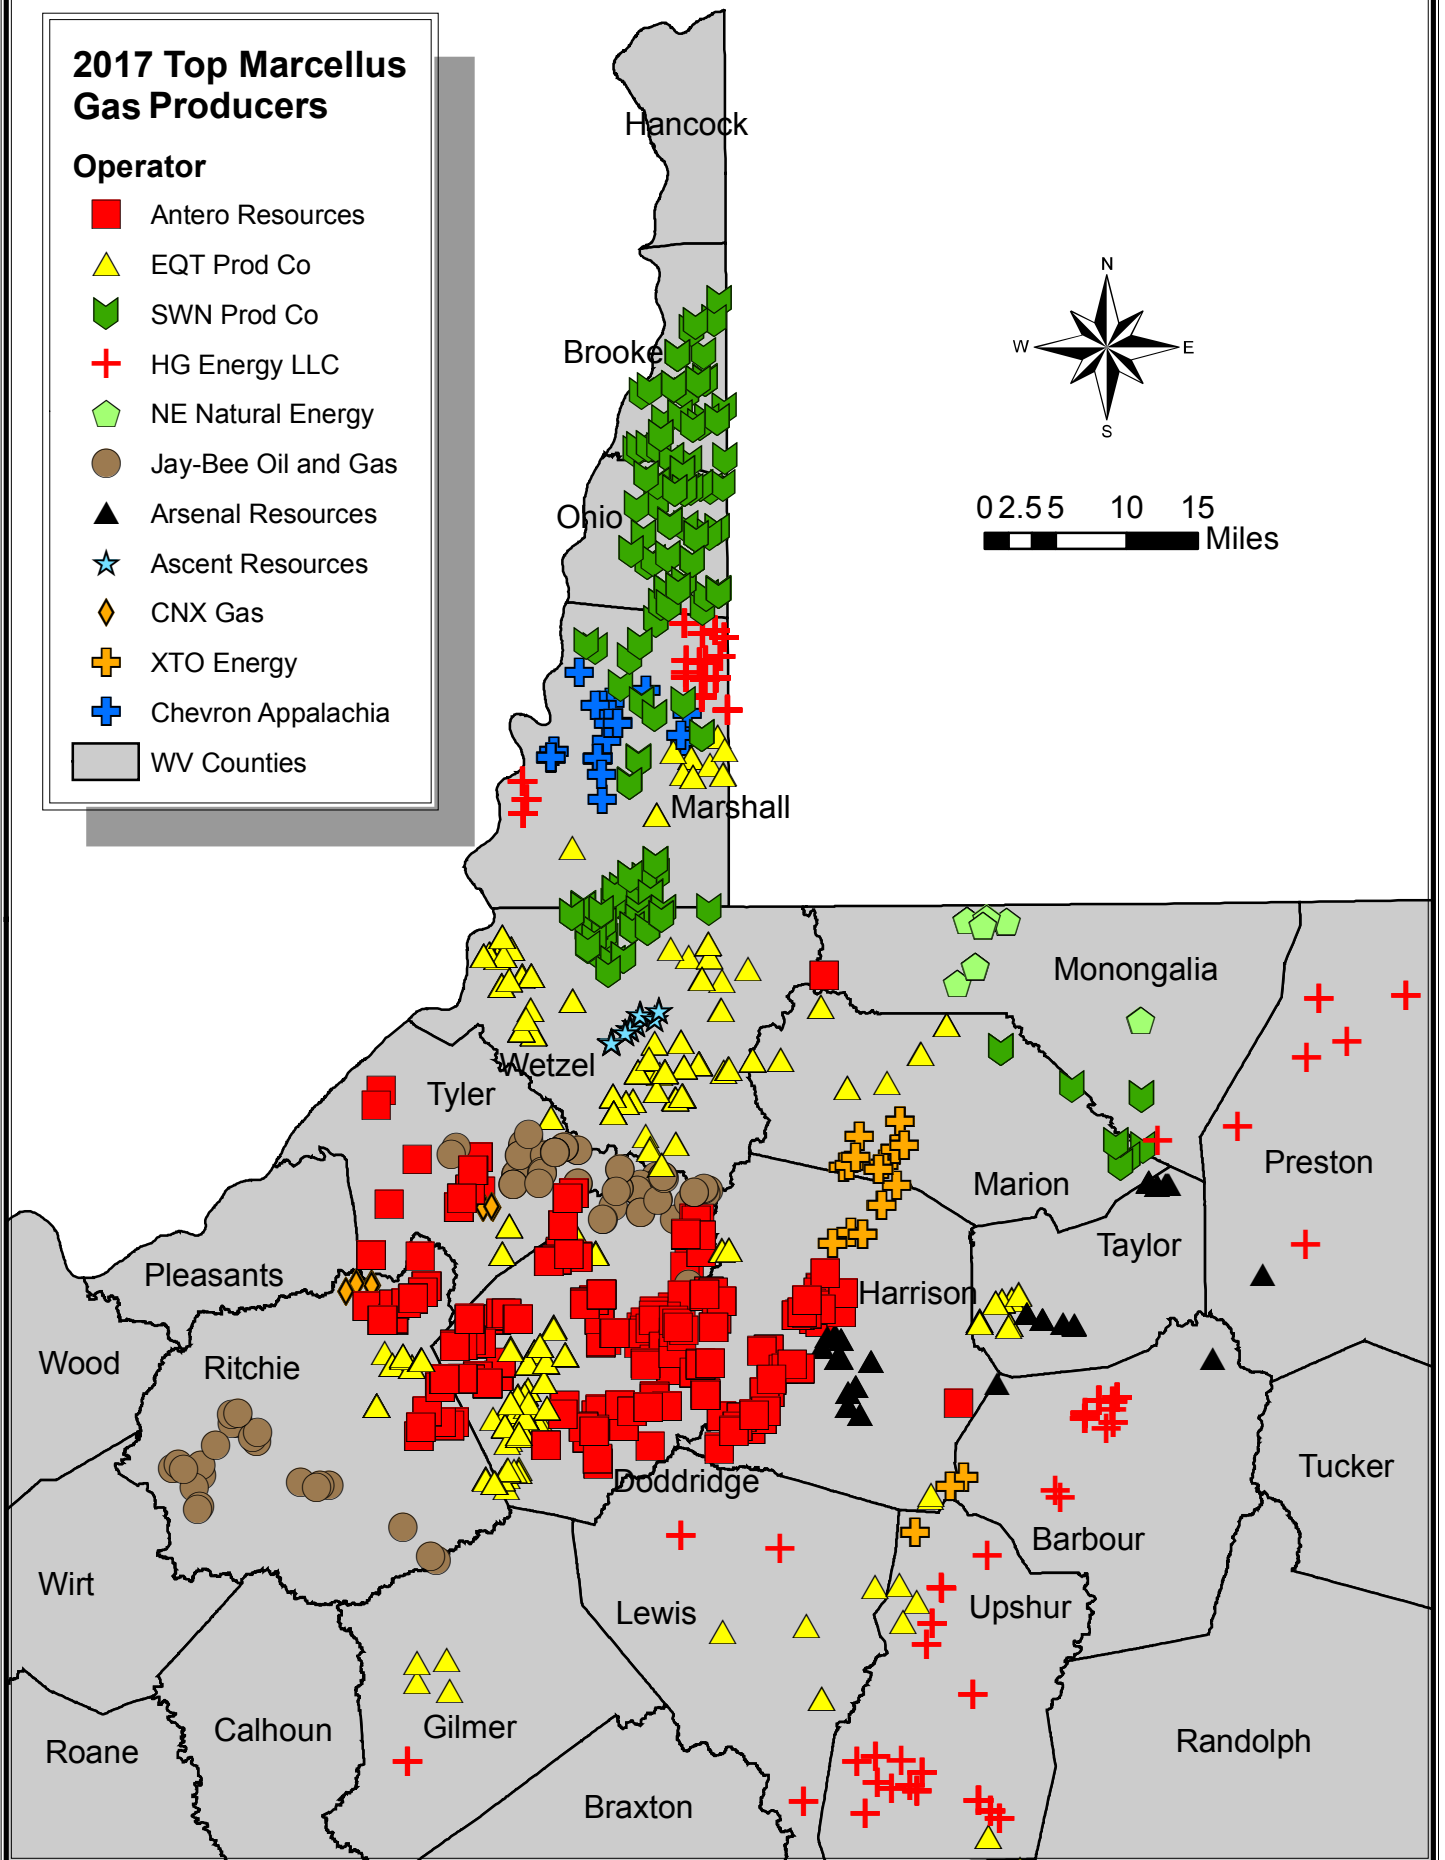 2017 Top Marcellus
Gas Producers
Operator
Antero Resources
EQT Prod Co
SWN Prod Co
HG Energy LLC
NE Natural Energy
Jay-Bee Oil and Gas
Arsenal Resources
Ascent Resources
CNX Gas
XTO Energy
Chevron Appalachia
WV Counties
Hancock
N
W E
S
Brooke
0 2.5 5 10 15
Miles
Ohio
Marshall
Monongalia
Wetzel
Tyler
Marion
Preston
Taylor
Pleasants
Harrison
Wood
Ritchie
Tucker
Doddridge
Barbour
Wirt
Lewis
Upshur
Calhoun
Gilmer
Roane
Randolph
Braxton